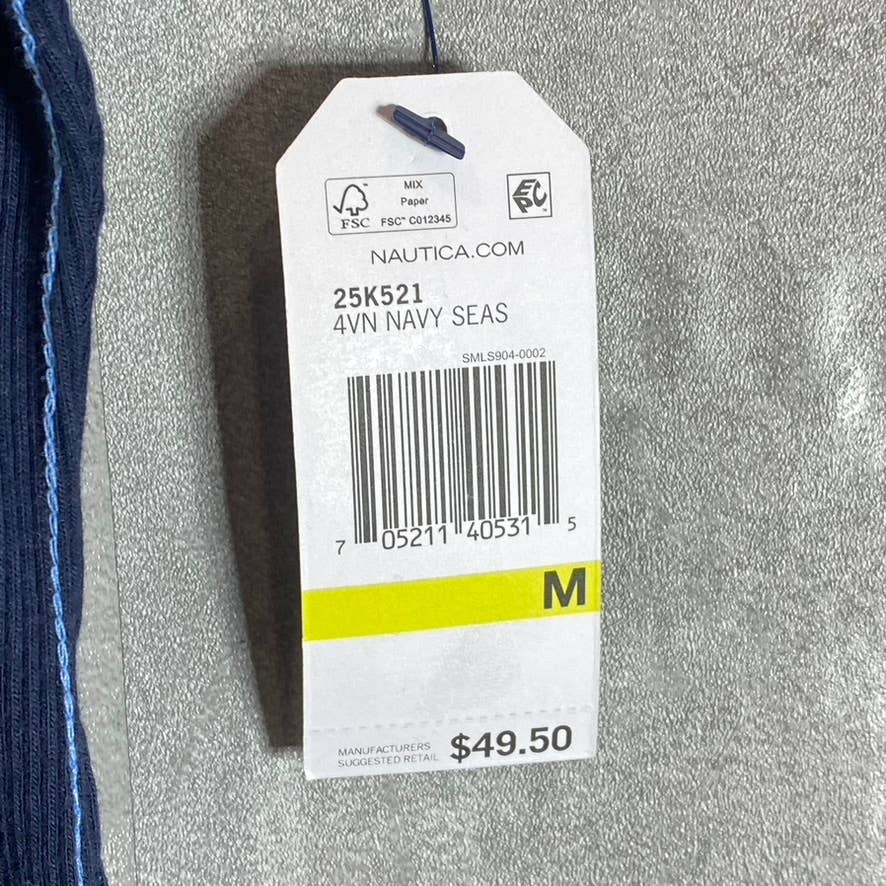 MIX
Paper
FSC™ C012345
FSC
EPC
NAUTICA.COM
25K521
4VN NAVY SEAS
SMLS904-0002
7 05211 40531 5
M
MANUFACTURERS
SUGGESTED RETAIL
$49.50